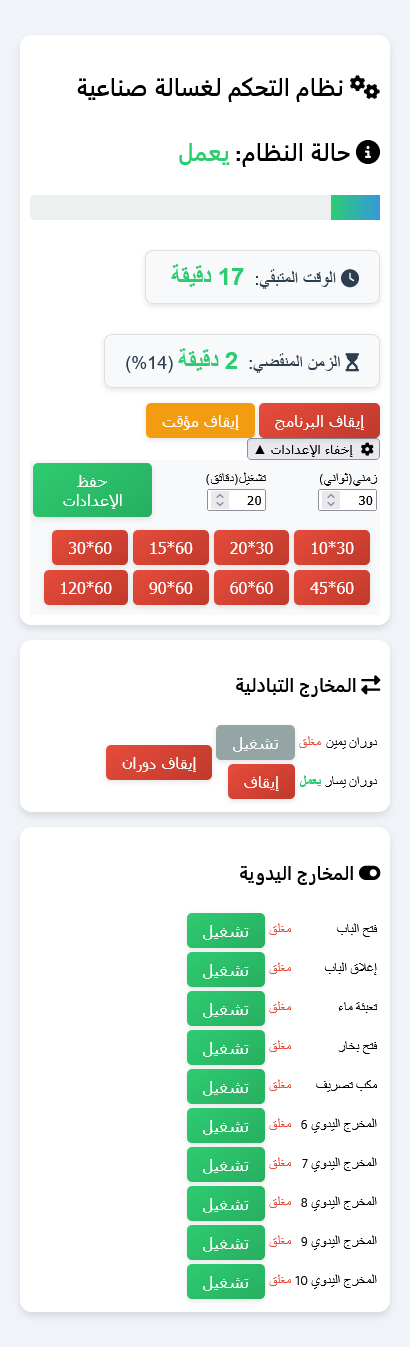 نظام التحكم لغسالة صناعية
حالة النظام: يعمل
الوقت المتبقي: 17 دقيقة
الزمن المنقضي: 2 دقيقة (14%)
إيقاف البرنامج إيقاف مؤقت
إخفاء الإعدادات ▲
زمني(ثواني) تشغيل(دقائق) حفظ الإعدادات
30 20
10*30 20*30 15*60 30*60
45*60 60*60 90*60 120*60
المخارج التبادلية
دوران يمين مغلق تشغيل
إيقاف دوران
دوران يسار يعمل إيقاف
المخارج اليدوية
فتح الباب مغلق تشغيل
إغلاق الباب مغلق تشغيل
تعبئة ماء مغلق تشغيل
فتح بخار مغلق تشغيل
مكب تصريف مغلق تشغيل
المخرج اليدوي 6 مغلق تشغيل
المخرج اليدوي 7 مغلق تشغيل
المخرج اليدوي 8 مغلق تشغيل
المخرج اليدوي 9 مغلق تشغيل
المخرج اليدوي 10 مغلق تشغيل